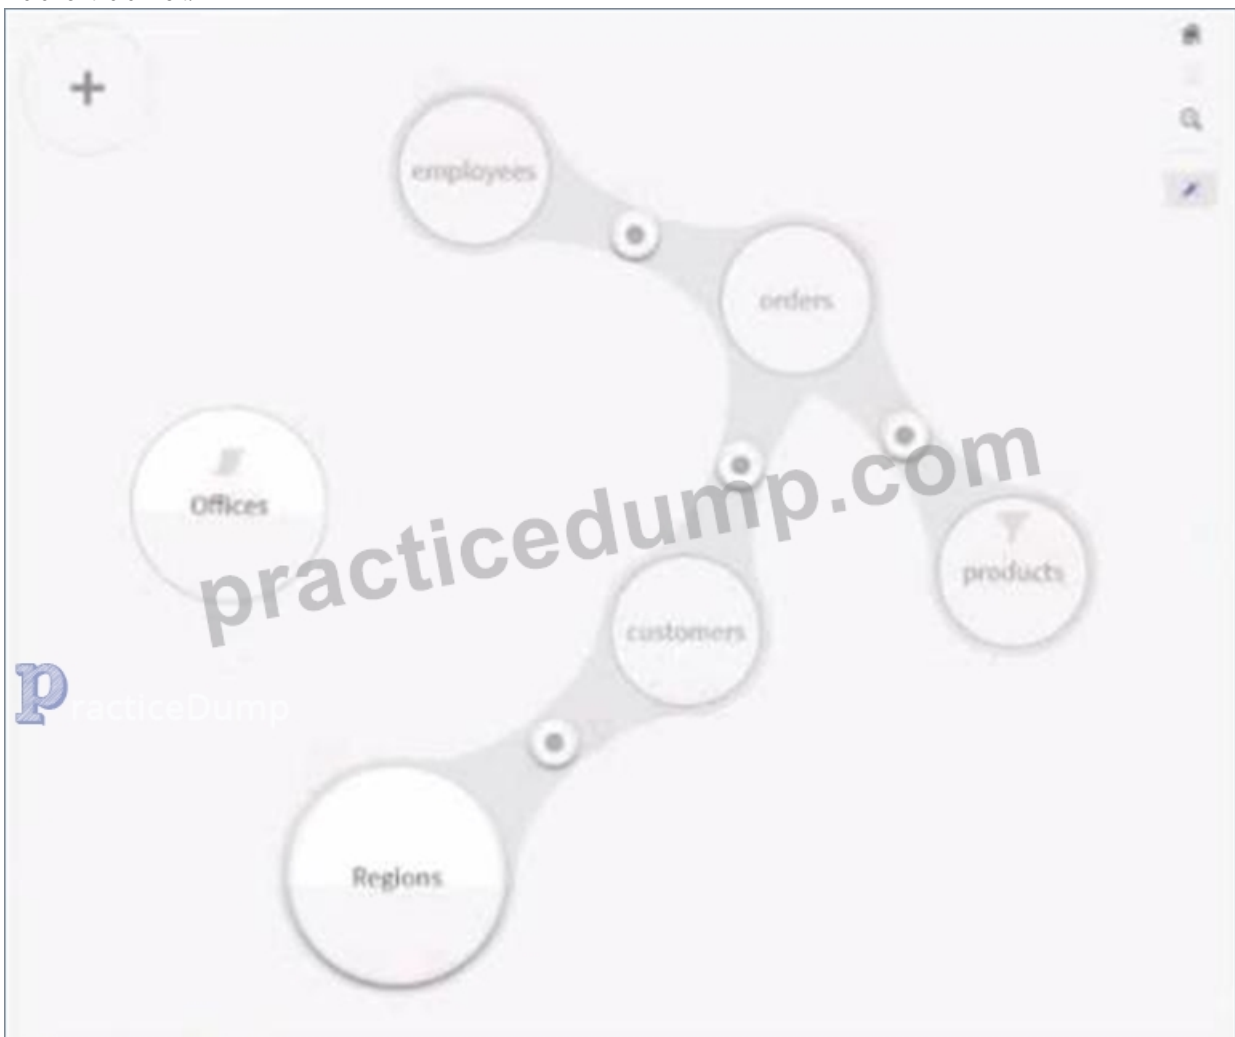 +
employees
orders
Offices
practicedump.com
products
customers
PracticeDump
Regions